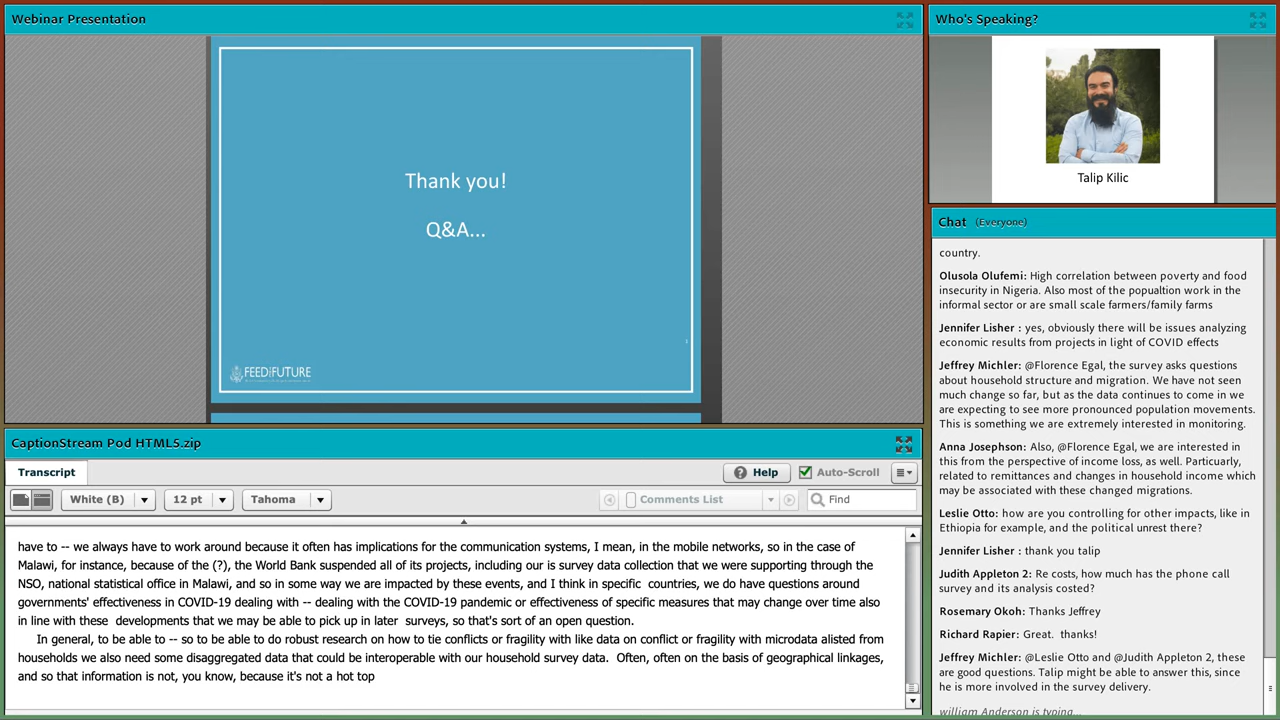 Webinar Presentation
Thank you!
Q&A...
FEED THE FUTURE
Who's Speaking?
Talip Kilic
CaptionStream Pod HTML5.zip
Transcript
Help
Auto-Scroll
White (B)
12 pt
Tahoma
Comments List
Find
have to -- we always have to work around because it often has implications for the communication systems, I mean, in the mobile networks, so in the case of
Malawi, for instance, because of the (?), the World Bank suspended all of its projects, including our is survey data collection that we were supporting through the
NSO, national statistical office in Malawi, and so in some way we are impacted by these events, and I think in specific countries, we do have questions around
governments' effectiveness in COVID-19 dealing with -- dealing with the COVID-19 pandemic or effectiveness of specific measures that may change over time also
in line with these developments that we may be able to pick up in later surveys, so that's sort of an open question.
In general, to be able to -- so to be able to do robust research on how to tie conflicts or fragility with like data on conflict or fragility with microdata alisted from
households we also need some disaggregated data that could be interoperable with our household survey data. Often, often on the basis of geographical linkages,
and so that information is not, you know, because it's not a hot top
Chat (Everyone)
country.
Olusola Olufemi: High correlation between poverty and food
insecurity in Nigeria. Also most of the popualtion work in the
informal sector or are small scale farmers/family farms
Jennifer Lisher : yes, obviously there will be issues analyzing
economic results from projects in light of COVID effects
Jeffrey Michler: @Florence Egal, the survey asks questions
about household structure and migration. We have not seen
much change so far, but as the data continues to come in we
are expecting to see more pronounced population movements.
This is something we are extremely interested in monitoring.
Anna Josephson: Also, @Florence Egal, we are interested in
this from the perspective of income loss, as well. Particuarly,
related to remittances and changes in household income which
may be associated with these changed migrations.
Leslie Otto: how are you controlling for other impacts, like in
Ethiopia for example, and the political unrest there?
Jennifer Lisher : thank you talip
Judith Appleton 2: Re costs, how much has the phone call
survey and its analysis costed?
Rosemary Okoh: Thanks Jeffrey
Richard Rapier: Great. thanks!
Jeffrey Michler: @Leslie Otto and @Judith Appleton 2, these
are good questions. Talip might be able to answer this, since
he is more involved in the survey delivery.
william Anderson is typing...